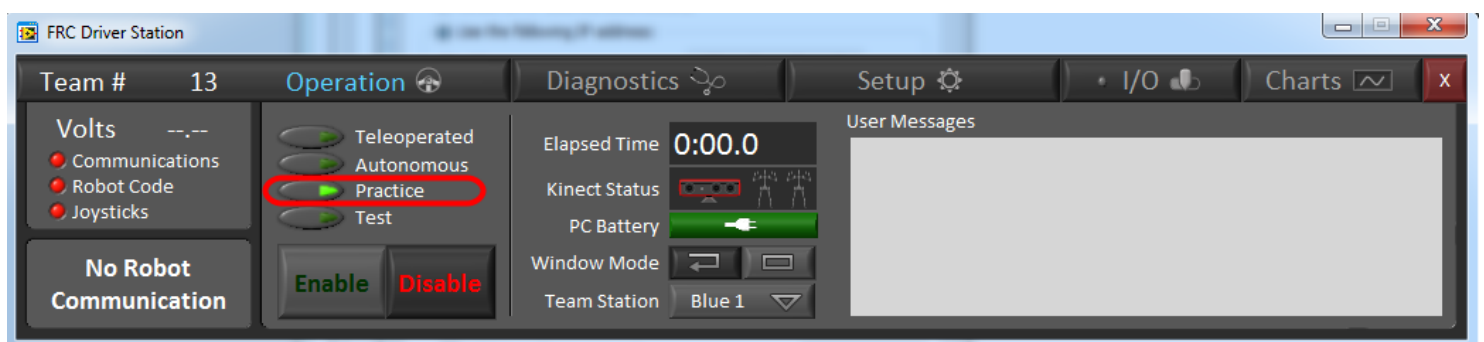 FRC Driver Station
Team # 13 Operation Diagnostics Setup I/O Charts X
Volts --.--
Communications
Robot Code
Joysticks
No Robot
Communication
Teleoperated
Autonomous
Practice
Test
Enable Disable
Elapsed Time 0:00.0
Kinect Status
PC Battery
Window Mode
Team Station Blue 1
User Messages